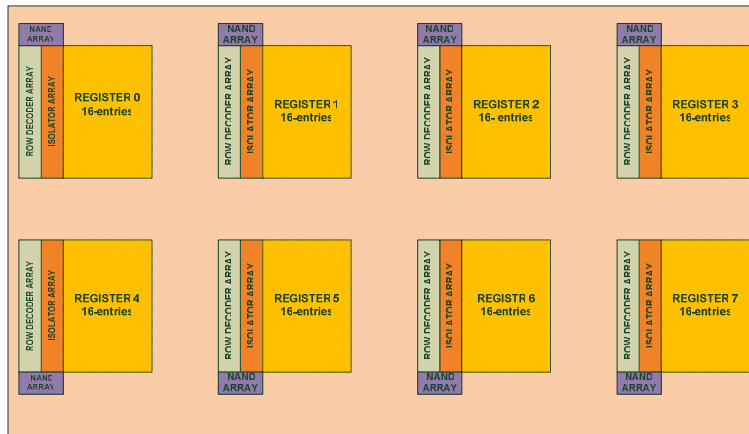 NAND
ARRAY
ROW DECODER ARRAY
ISOLATOR ARRAY
REGISTER 0
16-entries
NAND
ARRAY
ROW DECODER ARRAY
ISOLATOR ARRAY
REGISTER 1
16-entries
NAND
ARRAY
ROW DECODER ARRAY
ISOLATOR ARRAY
REGISTER 2
16- entries
NAND
ARRAY
ROW DECODER ARRAY
ISOLATOR ARRAY
REGISTER 3
16-entries
ROW DECODER ARRAY
ISOLATOR ARRAY
REGISTER 4
16-entries
NAND
ARRAY
ROW DECODER ARRAY
ISOLATOR ARRAY
REGISTER 5
16-entries
NAND
ARRAY
ROW DECODER ARRAY
ISOLATOR ARRAY
REGISTR 6
16-entries
NAND
ARRAY
ROW DECODER ARRAY
ISOLATOR ARRAY
REGISTER 7
16-entries
NAND
ARRAY